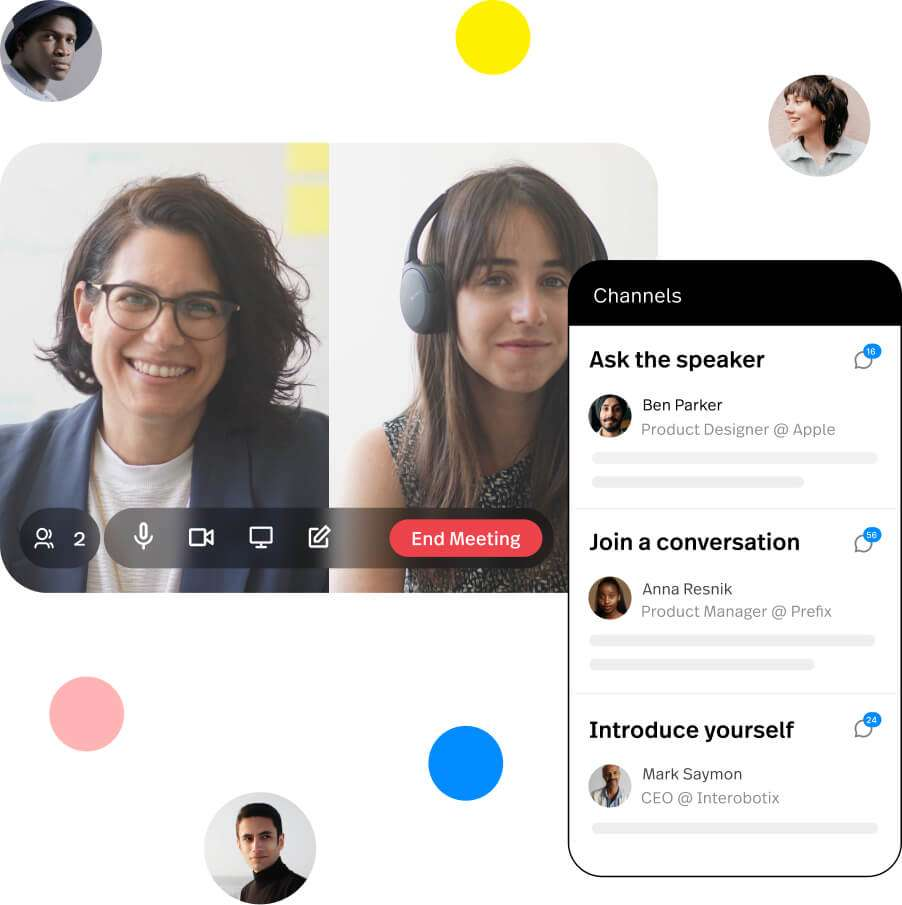 2
End Meeting
Channels
Ask the speaker
16
Ben Parker
Product Designer @ Apple
Join a conversation
56
Anna Resnik
Product Manager @ Prefix
Introduce yourself
24
Mark Saymon
CEO @ Interobotix